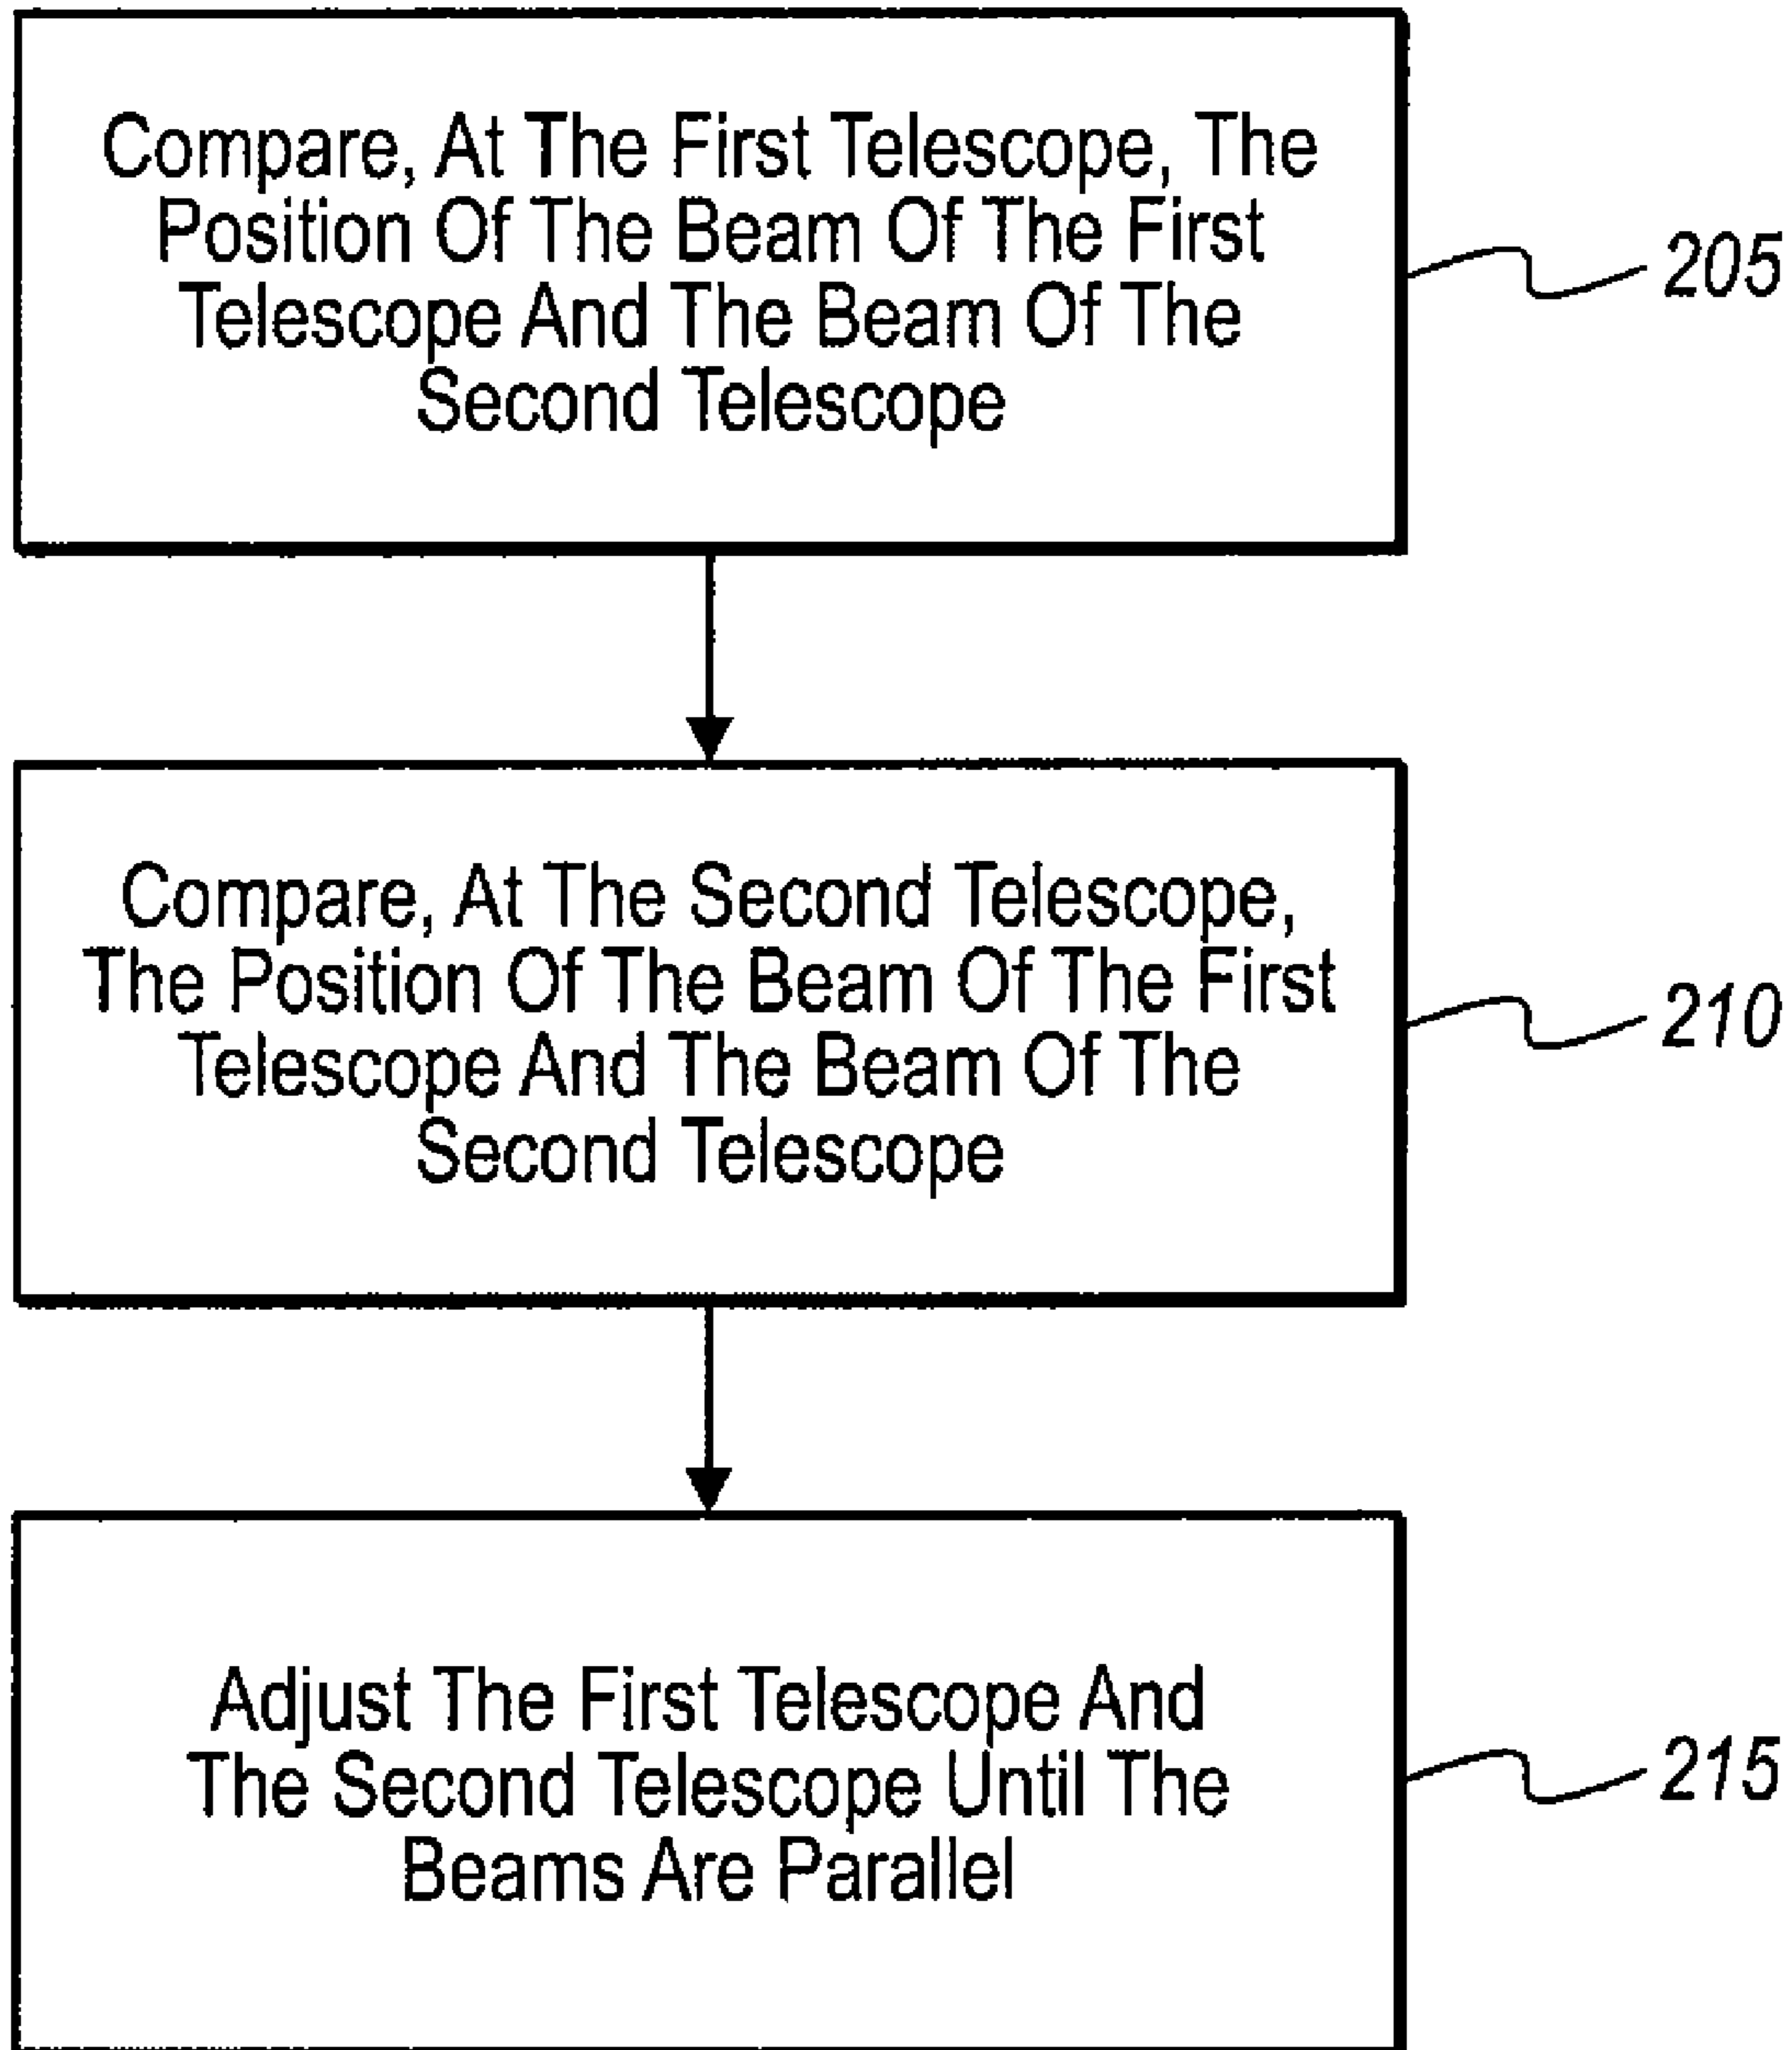 Compare, At The First Telescope, The
Position Of The Beam Of The First
Telescope And The Beam Of The
Second Telescope
205
Compare, At The Second Telescope,
The Position Of The Beam Of The First
Telescope And The Beam Of The
Second Telescope
210
Adjust The First Telescope And
The Second Telescope Until The
Beams Are Parallel
215